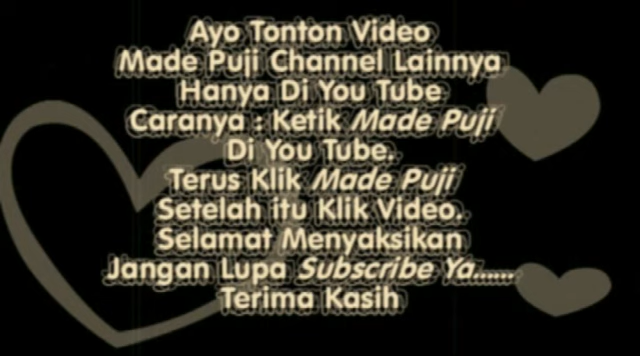 Ayo Tonton Video
Made Puji Channel Lainnya
Hanya Di You Tube
Caranya : Ketik Made Puji
Di You Tube.
Terus Klik Made Puji
Setelah itu Klik Video.
Selamat Menyaksikan
Jangan Lupa Subscribe Ya......
Terima Kasih